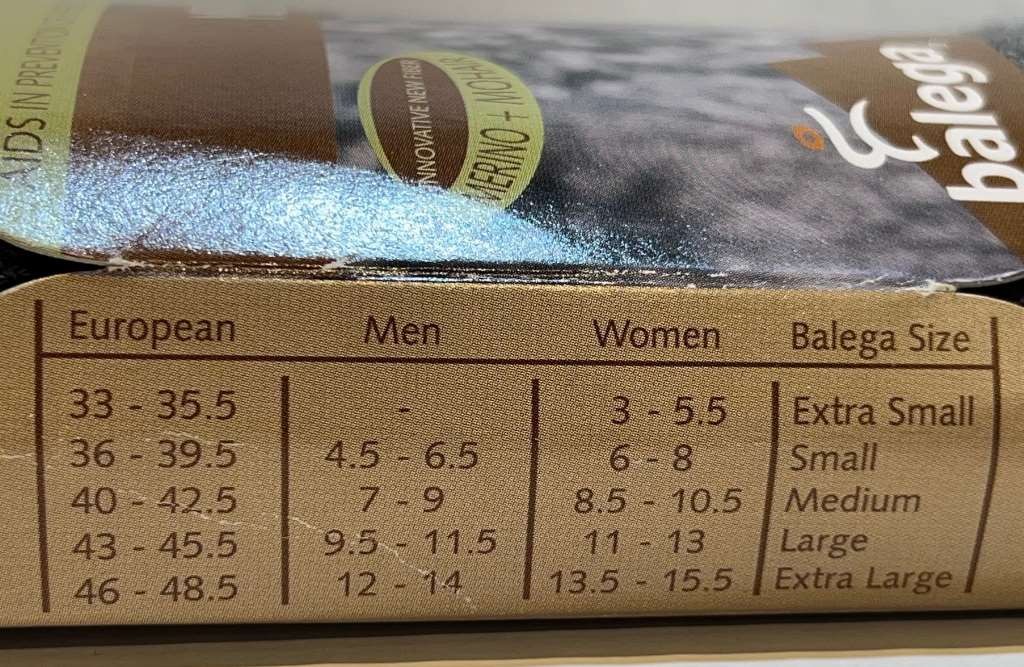 IDS IN PREVENTION
INNOVATIVE NEW FIBER
MERINO + MOHAIR
balega
European Men Women Balega Size
33 - 35.5 - 3 - 5.5 Extra Small
36 - 39.5 4.5 - 6.5 6 - 8 Small
40 - 42.5 7 - 9 8.5 - 10.5 Medium
43 - 45.5 9.5 - 11.5 11 - 13 Large
46 - 48.5 12 - 14 13.5 - 15.5 Extra Large